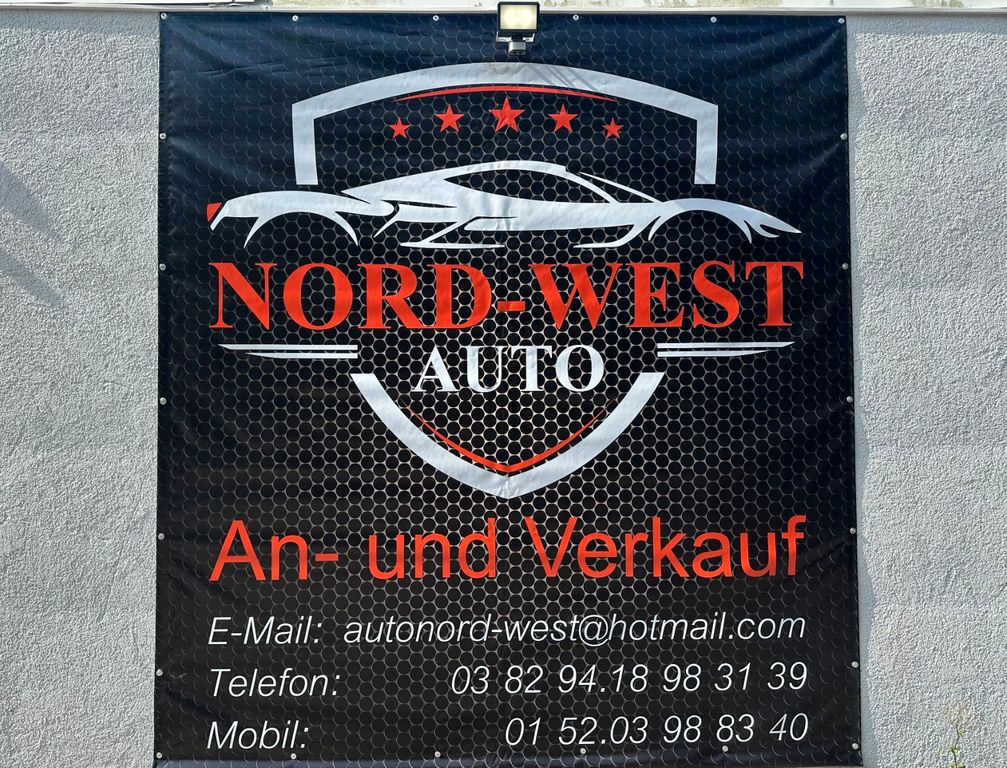 NORD-WEST
AUTO
An- und Verkauf
E-Mail: autonord-west@hotmail.com
Telefon: 03 82 94.18 98 31 39
Mobil: 01 52.03 98 83 40